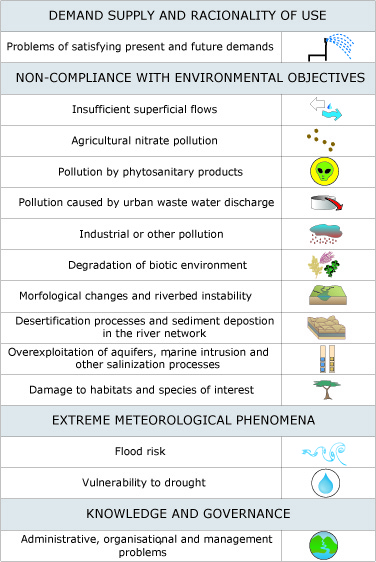 DEMAND SUPPLY AND RACIONALITY OF USE
Problems of satisfying present and future demands
NON-COMPLIANCE WITH ENVIRONMENTAL OBJECTIVES
Insufficient superficial flows
Agricultural nitrate pollution
Pollution by phytosanitary products
Pollution caused by urban waste water discharge
Industrial or other pollution
Degradation of biotic environment
Morfological changes and riverbed instability
Desertification processes and sediment depostion
in the river network
Overexploitation of aquifers, marine intrusion and
other salinization processes
Damage to habitats and species of interest
EXTREME METEOROLOGICAL PHENOMENA
Flood risk
Vulnerability to drought
KNOWLEDGE AND GOVERNANCE
Administrative, organisational and management
problems